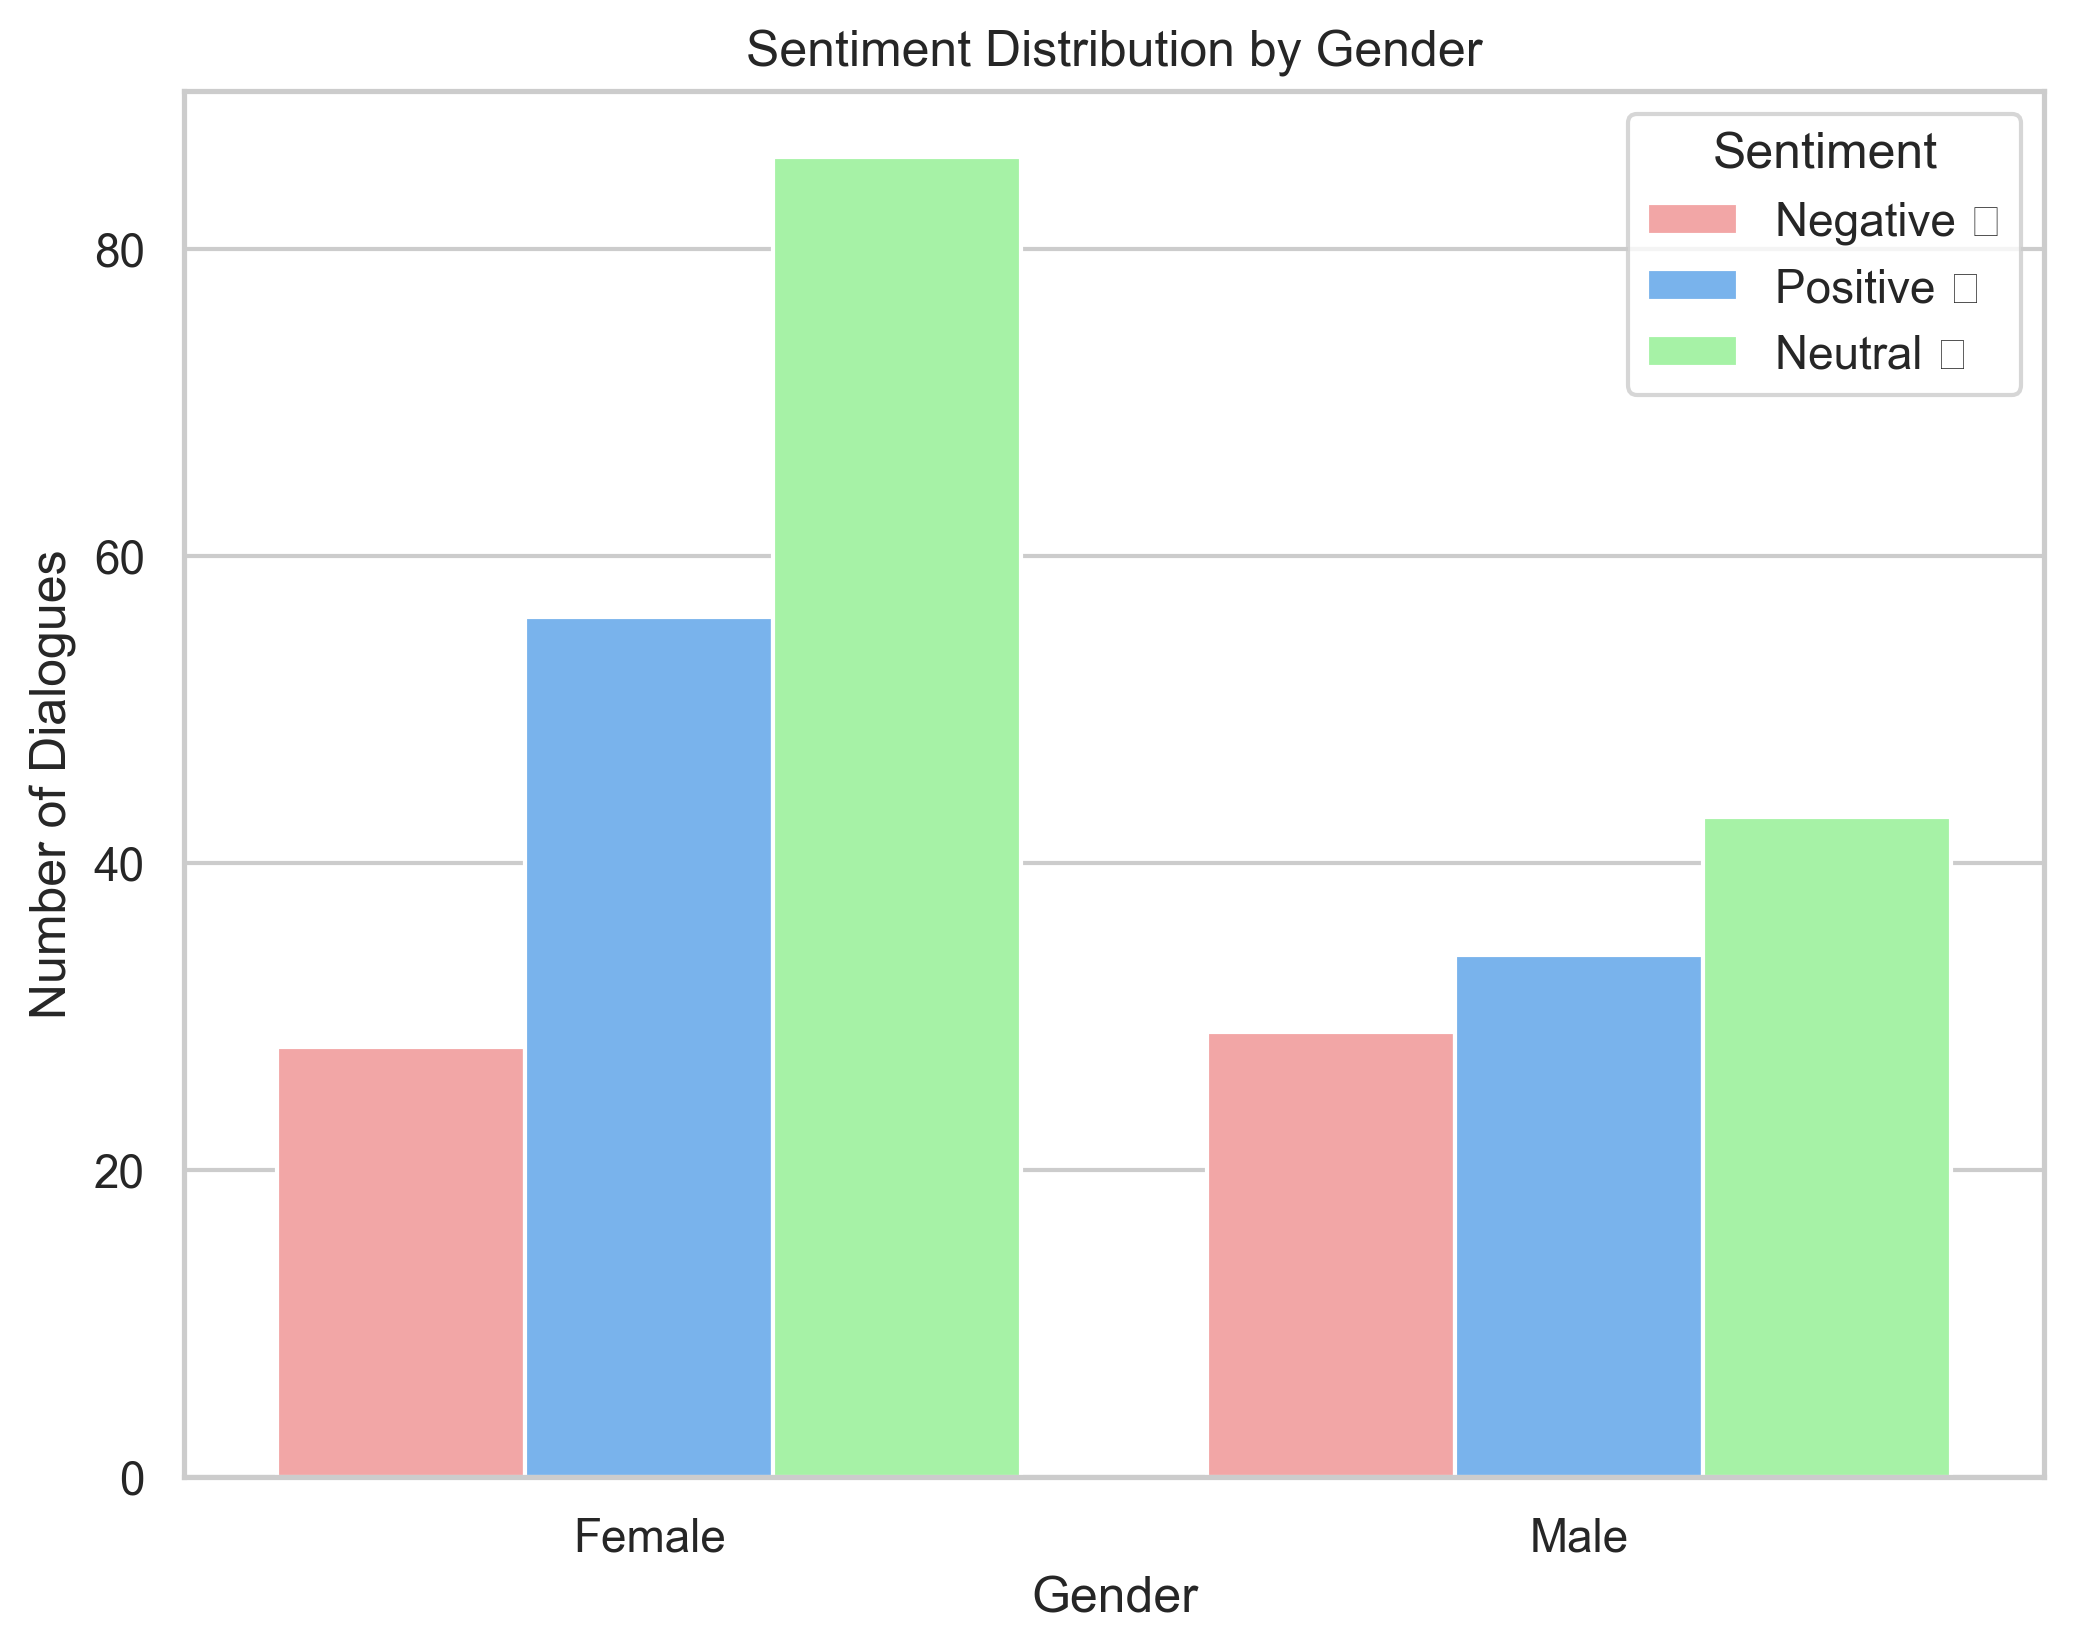 Sentiment Distribution by Gender
Sentiment
Negative
Positive
Neutral
Number of Dialogues
80
60
40
20
0
Female
Male
Gender